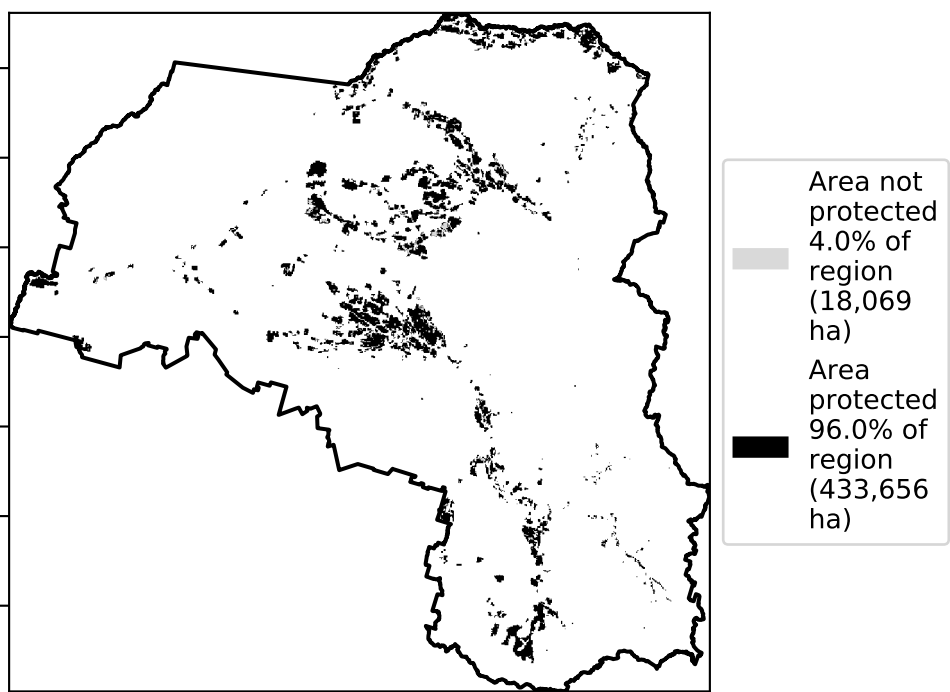 Area not
protected
4.0% of
region
(18,069
ha)
Area
protected
96.0% of
region
(433,656
ha)